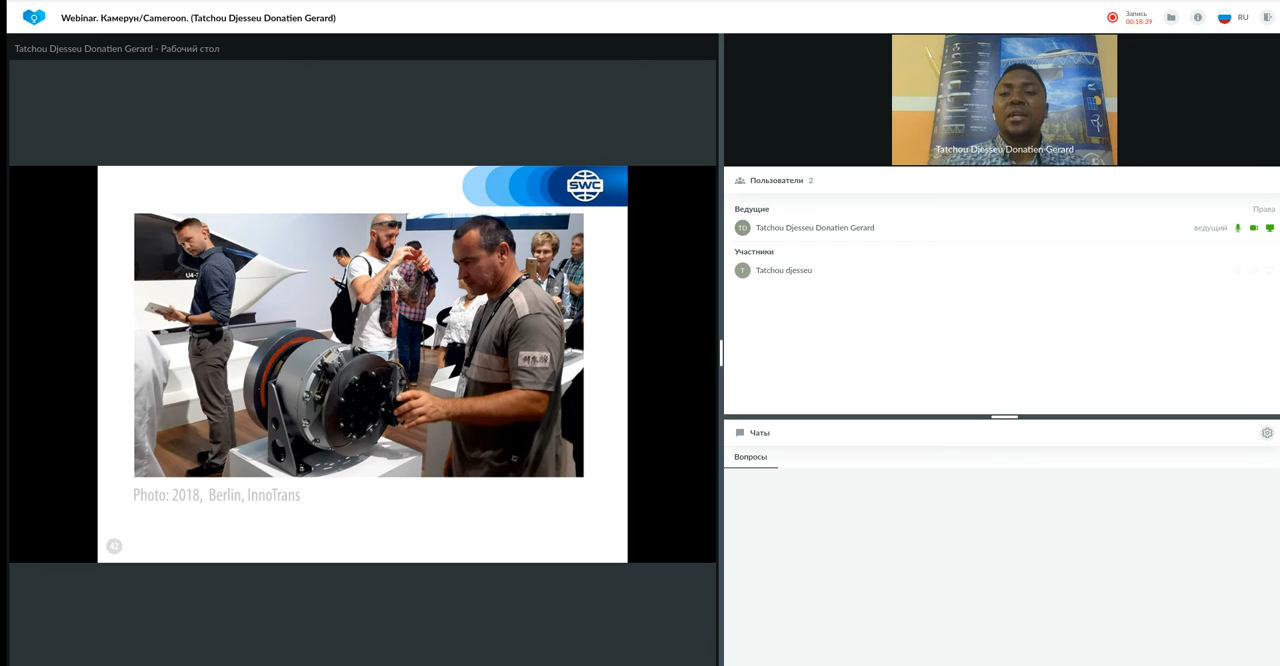 Webinar. Камерун/Cameroon. (Tatchou Djesseu Donatien Gerard)
Запись
00:18:39
RU
Tatchou Djesseu Donatien Gerard - Рабочий стол
SWC
U4-
Photo: 2018, Berlin, InnoTrans
42
Tatchou Djesseu Donatien Gerard
Пользователи 2
Ведущие Права
TD Tatchou Djesseu Donatien Gerard ведущий
Участники
T Tatchou djesseu
Чаты
Вопросы